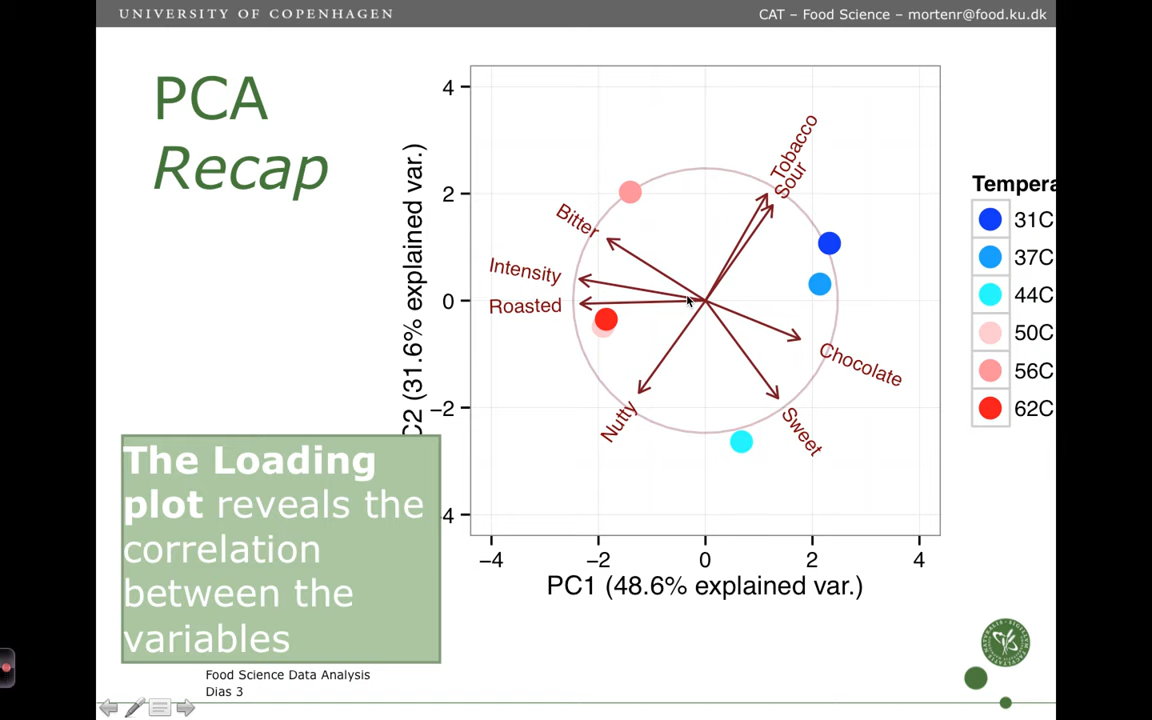 UNIVERSITY OF COPENHAGEN
CAT – Food Science – mortenr@food.ku.dk
PCA
Recap
C2 (31.6% explained var.)
4
2
0
−2
4
Tobacco
Sour
Bitter
Intensity
Roasted
Chocolate
Nutty
Sweet
−4
−2
0
2
4
PC1 (48.6% explained var.)
Tempera
31C
37C
44C
50C
56C
62C
The Loading
plot reveals the
correlation
between the
variables
Food Science Data Analysis
Dias 3